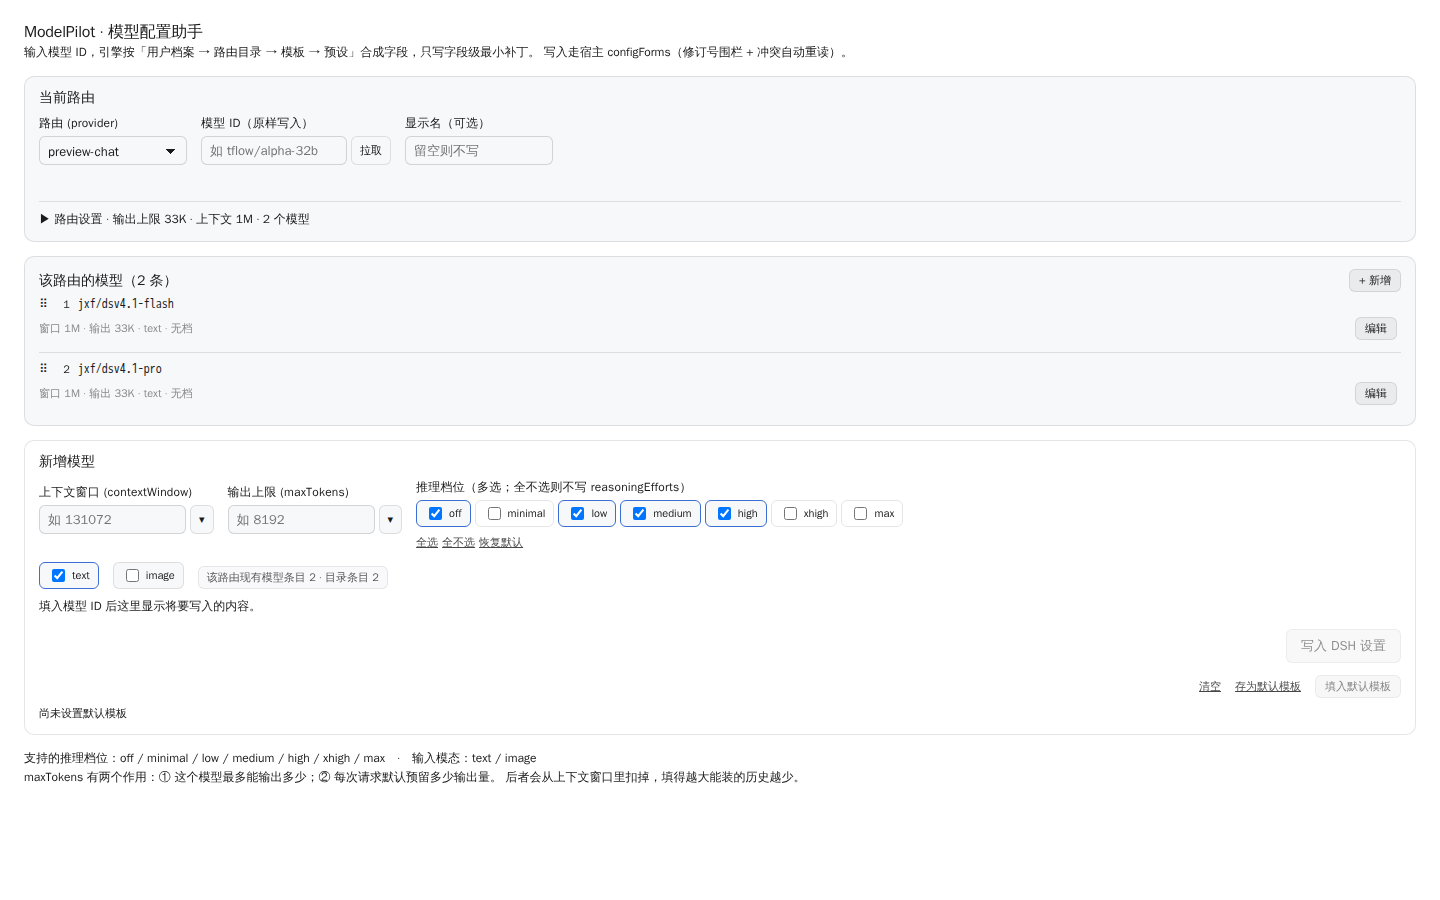 ModelPilot · 模型配置助手
输入模型 ID，引擎按「用户档案 → 路由目录 → 模板 → 预设」合成字段，只写字段级最小补丁。 写入走宿主 configForms（修订号围栏 + 冲突自动重读）。
当前路由
路由 (provider) 模型 ID（原样写入） 显示名（可选）
preview-chat 如 tflow/alpha-32b 拉取 留空则不写
▶ 路由设置 · 输出上限 33K · 上下文 1M · 2 个模型
该路由的模型（2 条） + 新增
⠿ 1 jxf/dsv4.1-flash
窗口 1M · 输出 33K · text · 无档 编辑
⠿ 2 jxf/dsv4.1-pro
窗口 1M · 输出 33K · text · 无档 编辑
新增模型
上下文窗口 (contextWindow) 输出上限 (maxTokens) 推理档位（多选；全不选则不写 reasoningEfforts）
如 131072 ▾ 如 8192 ▾ off minimal low medium high xhigh max
全选 全不选 恢复默认
text image 该路由现有模型条目 2 · 目录条目 2
填入模型 ID 后这里显示将要写入的内容。
写入 DSH 设置
清空 存为默认模板 填入默认模板
尚未设置默认模板
支持的推理档位：off / minimal / low / medium / high / xhigh / max · 输入模态：text / image
maxTokens 有两个作用：① 这个模型最多能输出多少；② 每次请求默认预留多少输出量。 后者会从上下文窗口里扣掉，填得越大能装的历史越少。